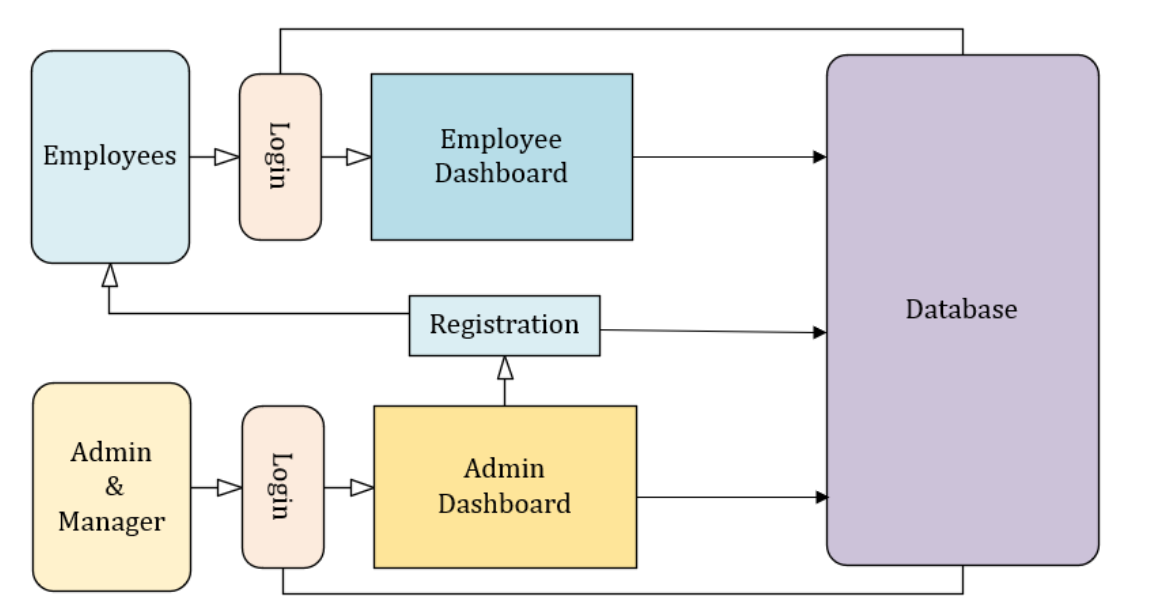 Employees
Login
Employee
Dashboard
Registration
Database
Admin
&
Manager
Login
Admin
Dashboard